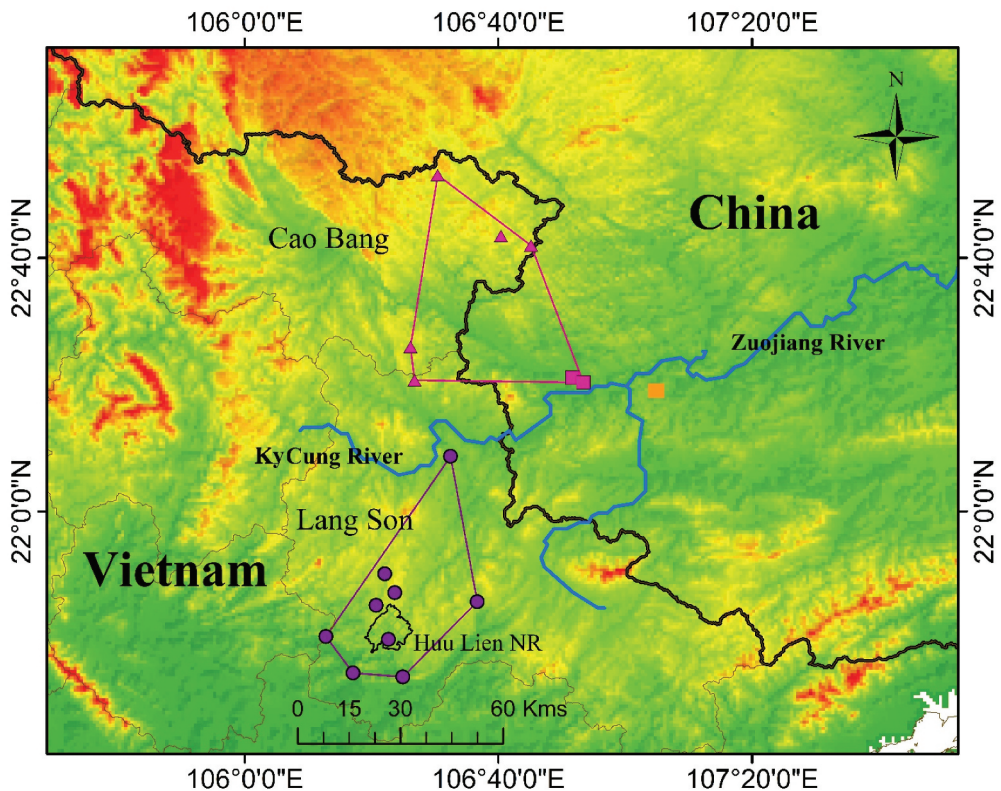 106°0'0"E 106°40'0"E 107°20'0"E
N
China
Cao Bang
22°40'0"N 22°40'0"N
Zuojiang River
KyCung River
22°0'0"N 22°0'0"N
Lang Son
Vietnam
Huu Lien NR
0 15 30 60 Kms
106°0'0"E 106°40'0"E 107°20'0"E